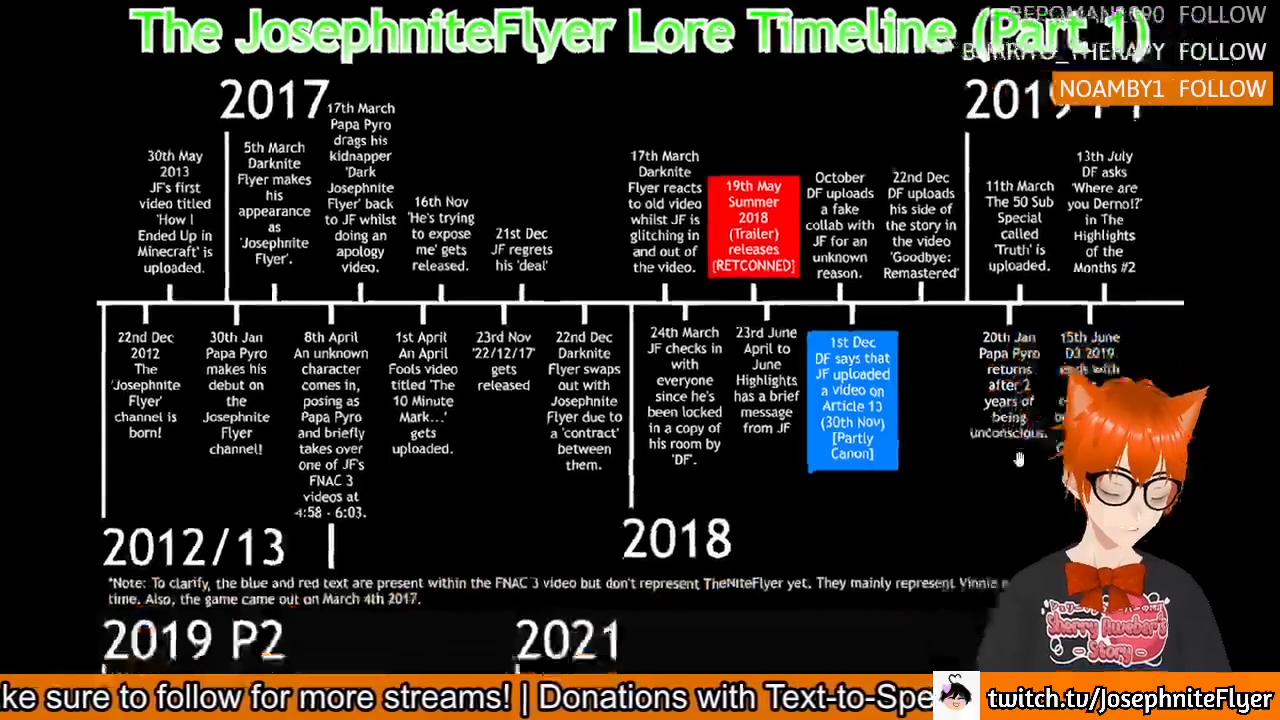 The JosephniteFlyer Lore Timeline (Part 1)
REPOMAN1690 FOLLOW
THERAPY FOLLOW
NOAMBY1 FOLLOW
2017
30th May
2013
JF's first
video titled
'How I
Ended Up in
Minecraft' is
uploaded.
5th March
Darknite
Flyer makes
his
appearance
as
'Josephnite
Flyer'.
17th March
Papa Pyro
drags his
kidnapper
'Dark
Josephnite
Flyer' back
to JF whilst
doing an
apology
video.
16th Nov
'He's trying
to expose
me' gets
released.
21st Dec
JF regrets
his 'deal'
17th March
Darknite
Flyer reacts
to old video
whilst JF is
glitching in
and out of
the video.
19th May
Summer
2018
(Trailer)
releases
[RETCONNED]
October
DF uploads
a fake
collab with
JF for an
unknown
reason.
22nd Dec
DF uploads
his side of
the story in
the video
'Goodbye:
Remastered'
2019
11th March
The 50 Sub
Special
called
'Truth' is
uploaded.
13th July
DF asks
'Where are
you Demo!?'
in The
Highlights
of the
Months #2
22nd Dec
2012
The
'Josephnite
Flyer'
channel is
born!
30th Jan
Papa Pyro
makes his
debut on
the
Josephnite
Flyer
channel!
8th April
An unknown
character
comes in,
posing as
Papa Pyro
and briefly
takes over
one of JF's
FNAC 3
videos at
4:58 - 6:03.
1st April
An April
Fools video
titled 'The
10 Minute
Mark...'
gets
uploaded.
23rd Nov
'22/12/17'
gets
released
22nd Dec
Darknite
Flyer swaps
out with
Josephnite
Flyer due to
a 'contract'
between
them.
24th March
JF checks in
with
everyone
since he's
been locked
in a copy of
his room by
'DF'.
23rd June
April to
June
Highlights
has a brief
message
from JF
1st Dec
DF says that
JF uploaded
a video on
Article 13
(30th Nov)
[Partly
Canon]
20th Jan
Papa Pyro
returns
after 2
years of
being
unconscious.
15th June
2019
ends with
2012/13
2018
*Note: To clarify, the blue and red text are present within the FNAC 3 video but don't represent TheNiteFlyer yet. They mainly represent Vinnie
time. Also, the game came out on March 4th 2017.
2019 P2
2021
Sherry Aweber's
- Story -
ke sure to follow for more streams! | Donations with Text-to-Spe
twitch.tv/JosephniteFlyer